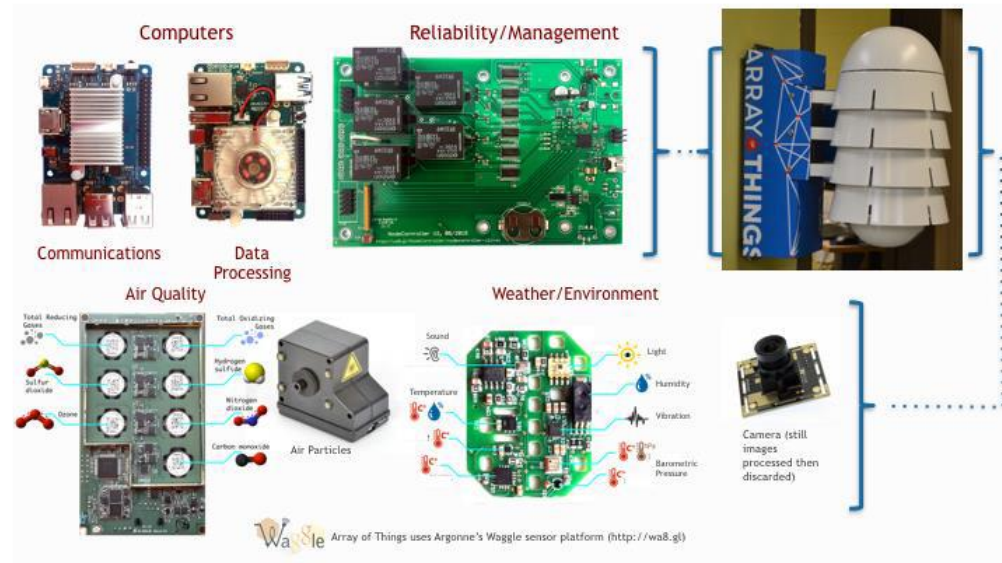 Computers
Reliability/Management
ARRAY OF THINGS
Communications
Data
Processing
Air Quality
Weather/Environment
Total Reducing
Gases
Total Oxidizing
Gases
Sulfur
dioxide
Hydrogen
sulfide
Ozone
Nitrogen
dioxide
Carbon monoxide
Air Particles
Sound
Light
Temperature
Humidity
Vibration
Barometric
Pressure
Camera (still
images
processed then
discarded)
Waggle
Array of Things uses Argonne's Waggle sensor platform (http://wa8.gl)